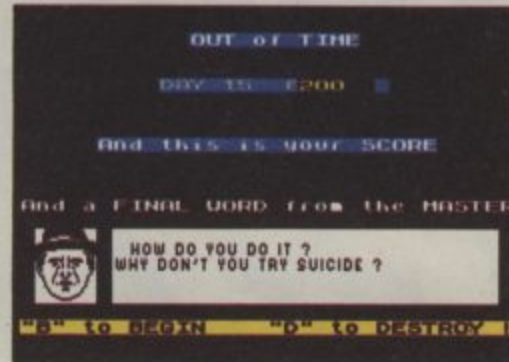 OUT of TIME
DAY 15 £200
And this is your SCORE
And a FINAL WORD from the MASTER
HOW DO YOU DO IT ?
WHY DON'T YOU TRY SUICIDE ?
"B" to BEGIN "D" to DESTROY